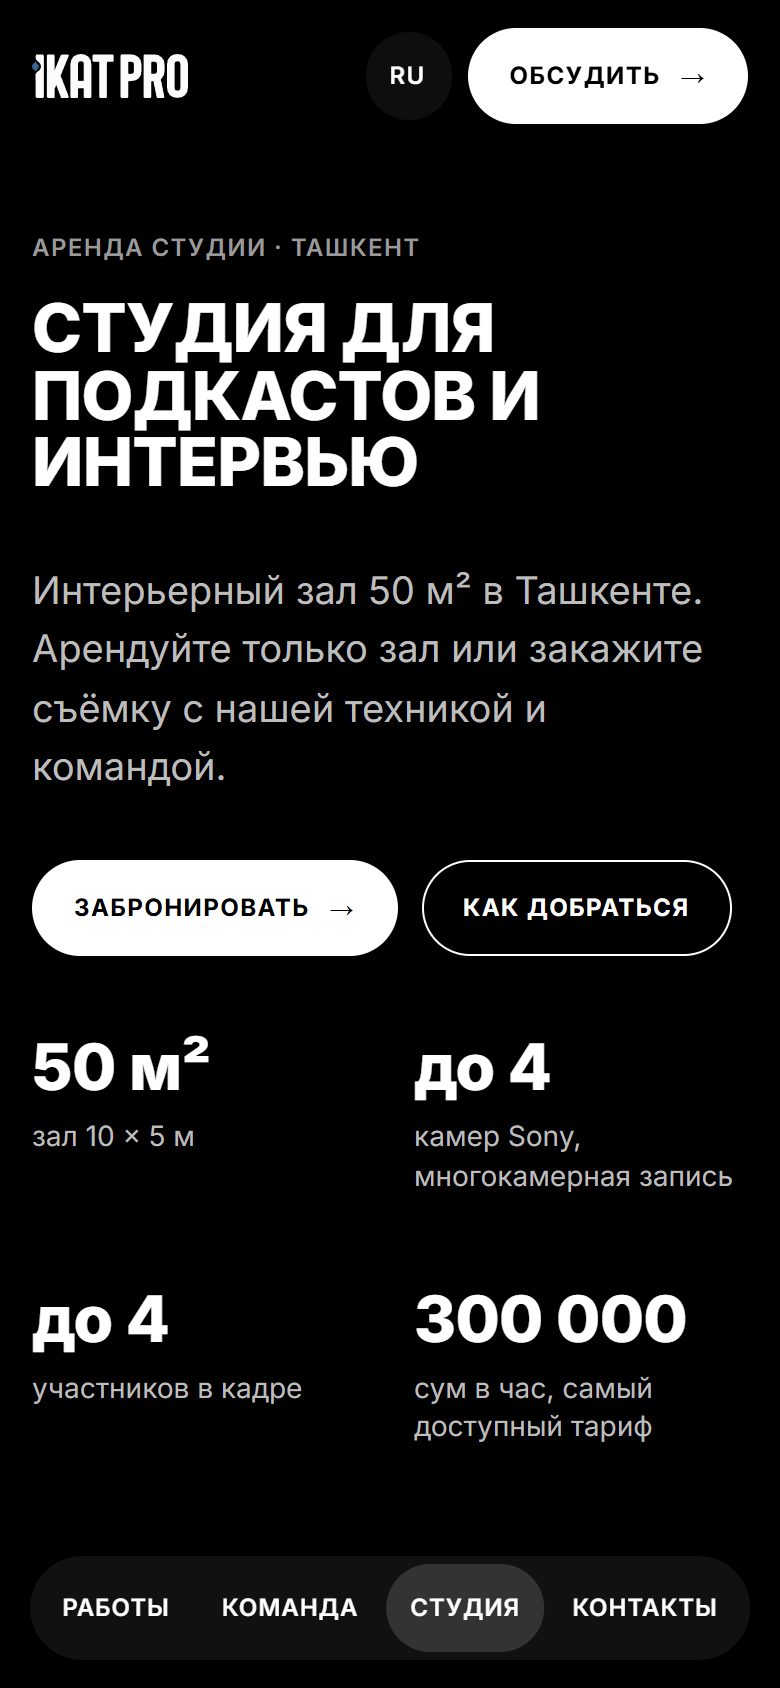 IKAT PRO
RU
ОБСУДИТЬ →
АРЕНДА СТУДИИ · ТАШКЕНТ
СТУДИЯ ДЛЯ
ПОДКАСТОВ И
ИНТЕРВЬЮ
Интерьерный зал 50 м² в Ташкенте.
Арендуйте только зал или закажите
съёмку с нашей техникой и
командой.
ЗАБРОНИРОВАТЬ →
КАК ДОБРАТЬСЯ
50 м²
зал 10 × 5 м
до 4
камер Sony,
многокамерная запись
до 4
участников в кадре
300 000
сум в час, самый
доступный тариф
РАБОТЫ
КОМАНДА
СТУДИЯ
КОНТАКТЫ